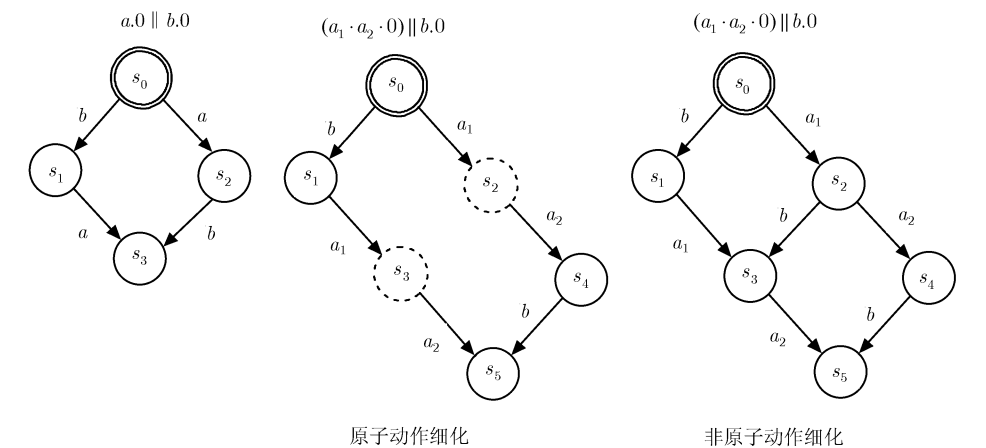 a.0 ∥ b.0
s₀
b
a
s₁
s₂
a
b
s₃
(a₁·a₂·0)∥b.0
s₀
b
a₁
s₁
s₂
a₁
a₂
s₃
s₄
a₂
b
s₅
原子动作细化
(a₁·a₂·0)∥b.0
s₀
b
a₁
s₁
s₂
a₁
b
a₂
s₃
s₄
a₂
b
s₅
非原子动作细化